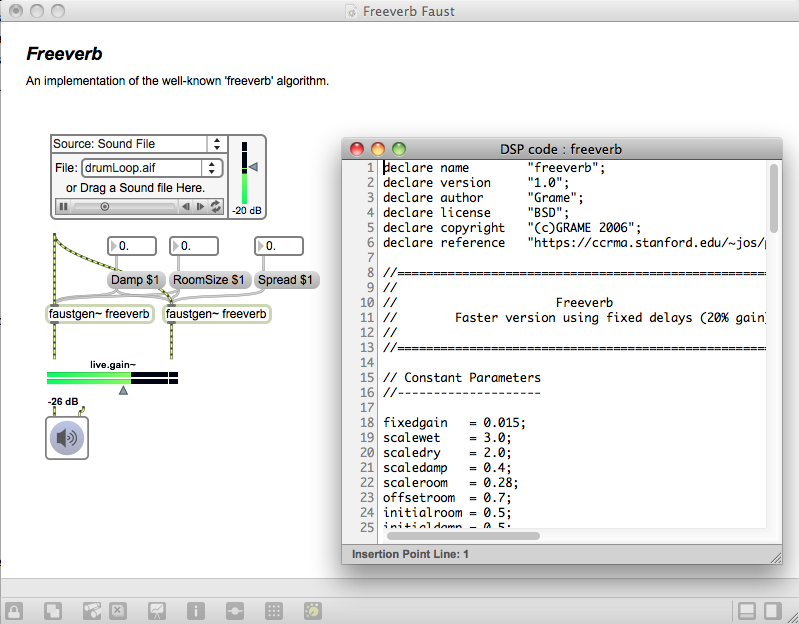 Freeverb Faust
Freeverb
An implementation of the well-known 'freeverb' algorithm.
Source: Sound File
File: drumLoop.aif
or Drag a Sound file Here.
-20 dB
0. 0. 0.
Damp $1 RoomSize $1 Spread $1
faustgen~ freeverb faustgen~ freeverb
live.gain~
-26 dB
DSP code : freeverb
1 declare name "freeverb";
2 declare version "1.0";
3 declare author "Grame";
4 declare license "BSD";
5 declare copyright "(c)GRAME 2006";
6 declare reference "https://ccrma.stanford.edu/~jos/
7
8 //======================================================
9 //
10 // Freeverb
11 // Faster version using fixed delays (20% gain)
12 //
13 //======================================================
14
15 // Constant Parameters
16 //--------------------
17
18 fixedgain = 0.015;
19 scalewet = 3.0;
20 scaledry = 2.0;
21 scaledamp = 0.4;
22 scaleroom = 0.28;
23 offsetroom = 0.7;
24 initialroom = 0.5;
25 initialdamp = 0.5;
Insertion Point Line: 1